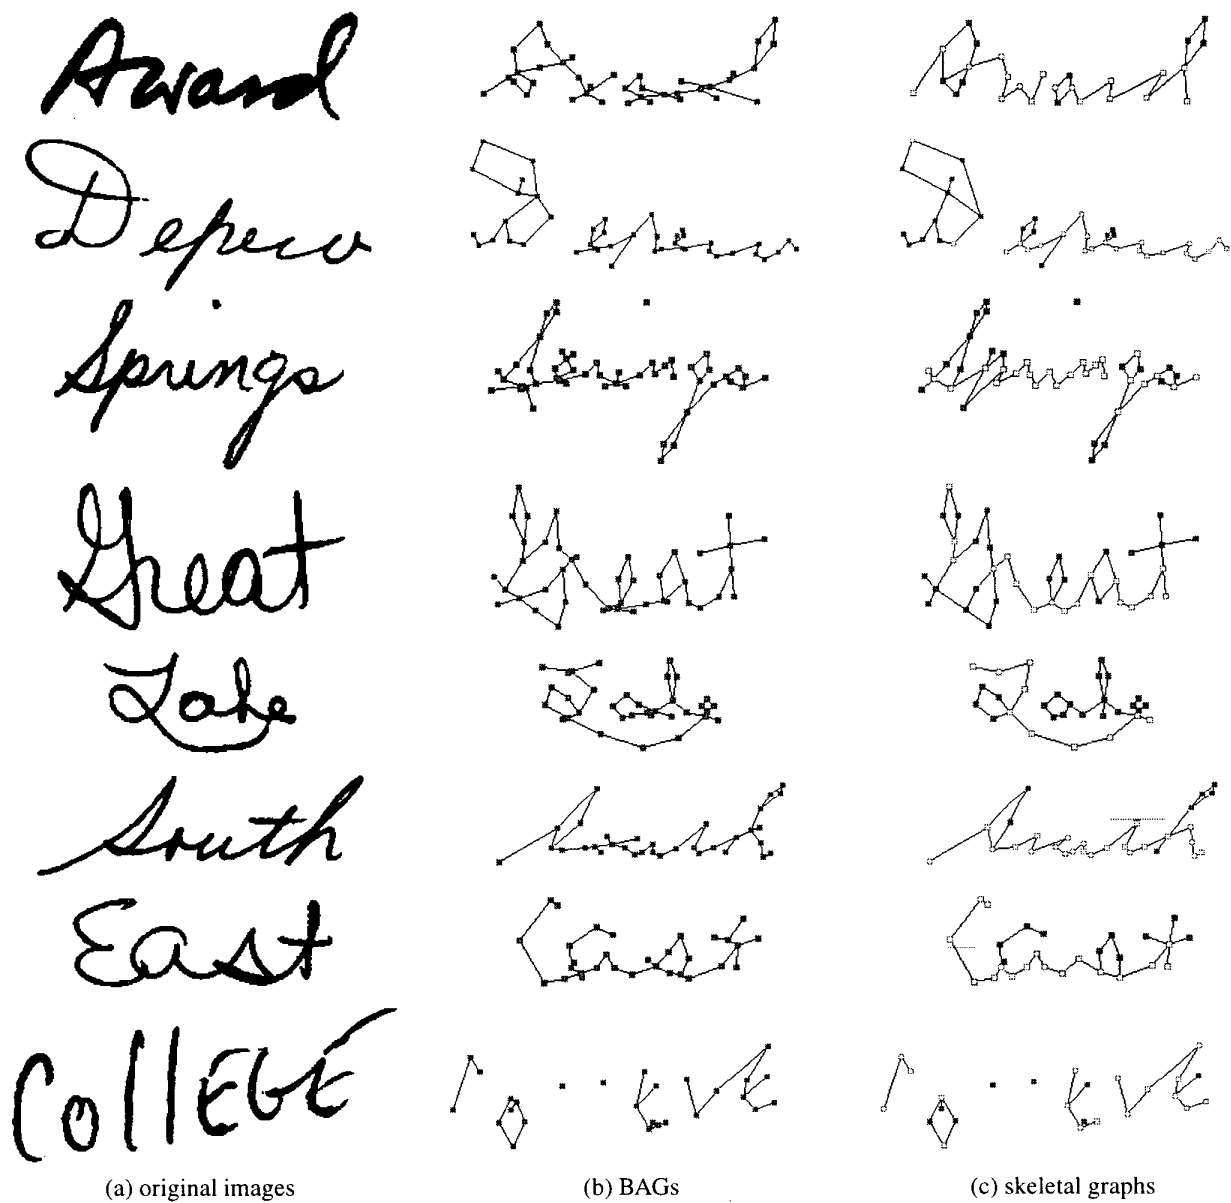 Award
Depew
Springs
Great
Lake
South
East
COllEGE
(a) original images (b) BAGs (c) skeletal graphs